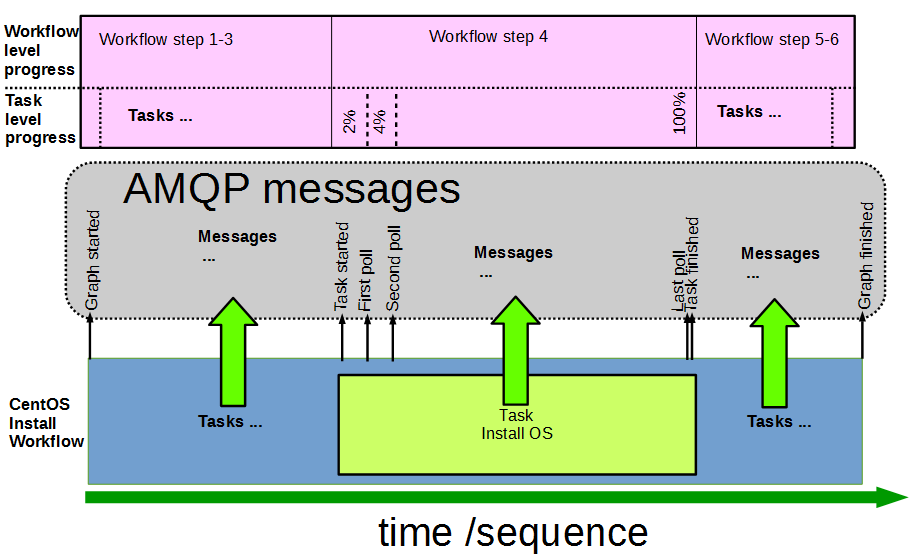 Workflow
level
progress
Workflow step 1-3
Workflow step 4
Workflow step 5-6
Task
level
progress
Tasks ...
2%
4%
100%
Tasks ...
AMQP messages
Graph started
Messages
...
Task started
First poll
Second poll
Messages
...
Last poll
Task finished
Messages
...
Graph finished
CentOS
Install
Workflow
Tasks ...
Task
Install OS
Tasks ...
time /sequence